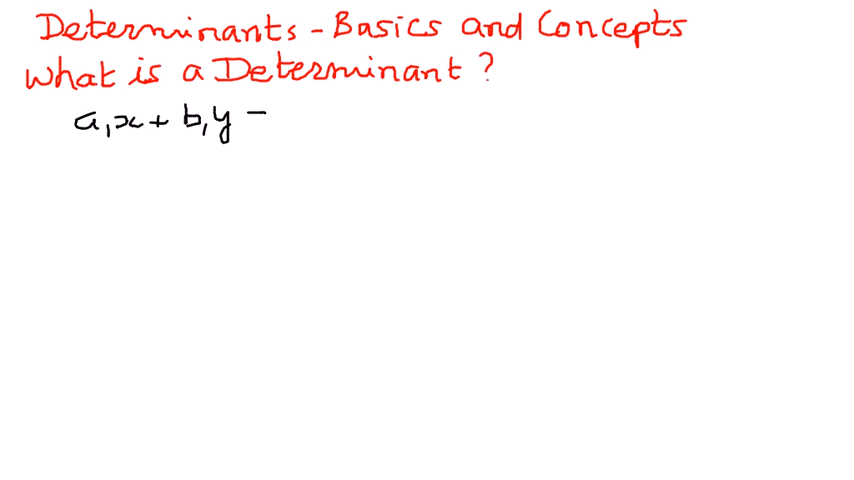 Determinants - Basics and Concepts
What is a Determinant?
a₁x + b₁y -